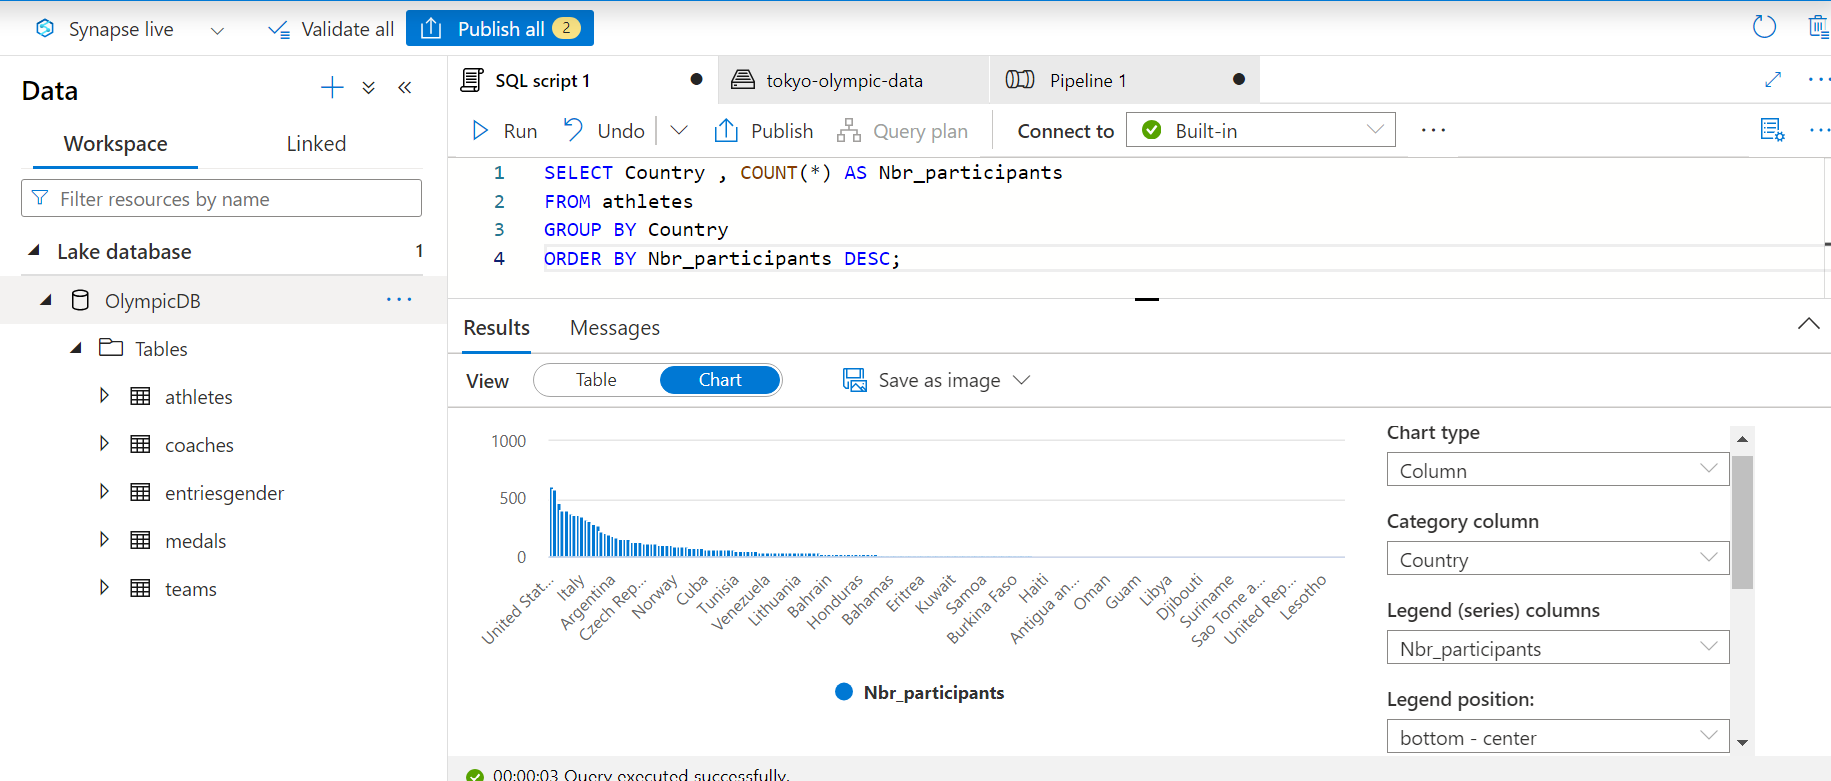 Synapse live
Validate all
Publish all 2
Data
Workspace
Linked
Filter resources by name
Lake database 1
OlympicDB
Tables
athletes
coaches
entriesgender
medals
teams
SQL script 1
tokyo-olympic-data
Pipeline 1
Run
Undo
Publish
Query plan
Connect to
Built-in
1 SELECT Country , COUNT(*) AS Nbr_participants
2 FROM athletes
3 GROUP BY Country
4 ORDER BY Nbr_participants DESC;
Results
Messages
View
Table
Chart
Save as image
1000
500
0
United Stat...
Italy
Argentina
Czech Rep...
Norway
Cuba
Tunisia
Venezuela
Lithuania
Bahrain
Honduras
Bahamas
Eritrea
Kuwait
Samoa
Burkina Faso
Haiti
Antigua an...
Oman
Guam
Libya
Djibouti
Suriname
Sao Tome a...
United Rep...
Lesotho
Nbr_participants
Chart type
Column
Category column
Country
Legend (series) columns
Nbr_participants
Legend position:
bottom - center
00:00:03 Query executed successfully.